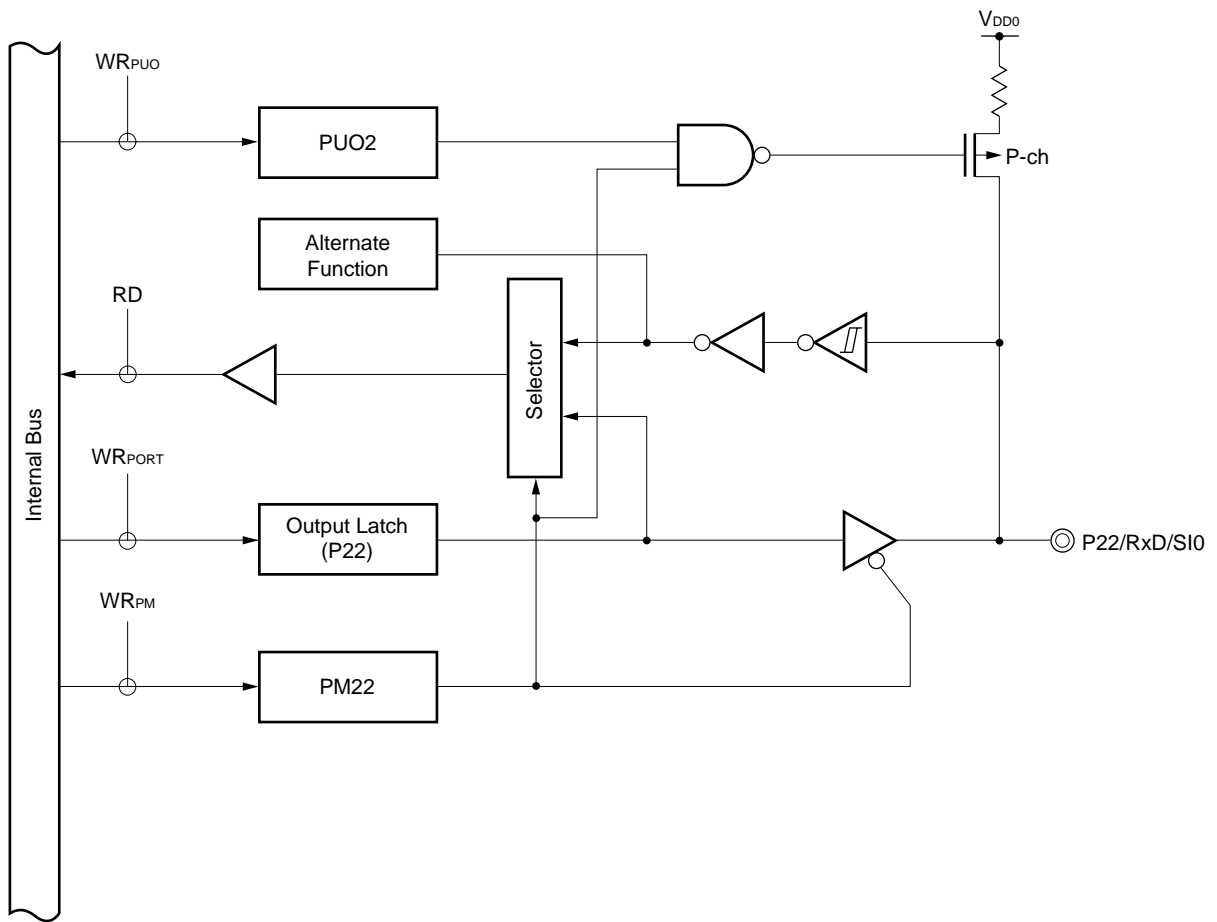 VDD0
WRPUO
PUO2
P-ch
Alternate
Function
RD
Selector
Internal Bus
WRPORT
Output Latch
(P22)
P22/RxD/SI0
WRPM
PM22